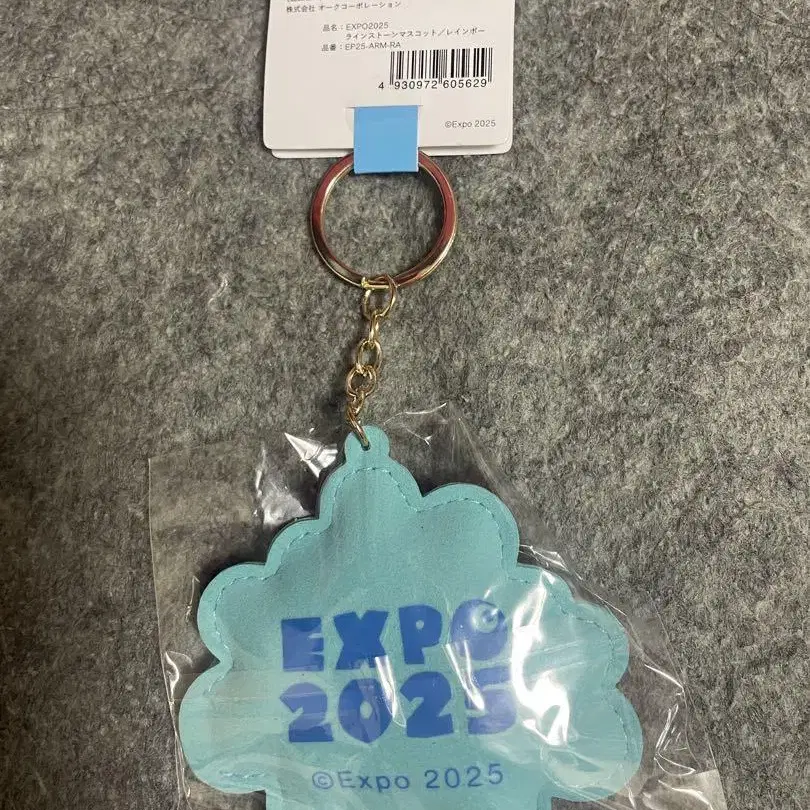 株式会社 オークコーポレーション
品名：EXPO2025
ラインストーンマスコット／レインボー
品番：EP25-ARM-RA
4 930972 605629
©Expo 2025
EXPO
2025
©Expo 2025